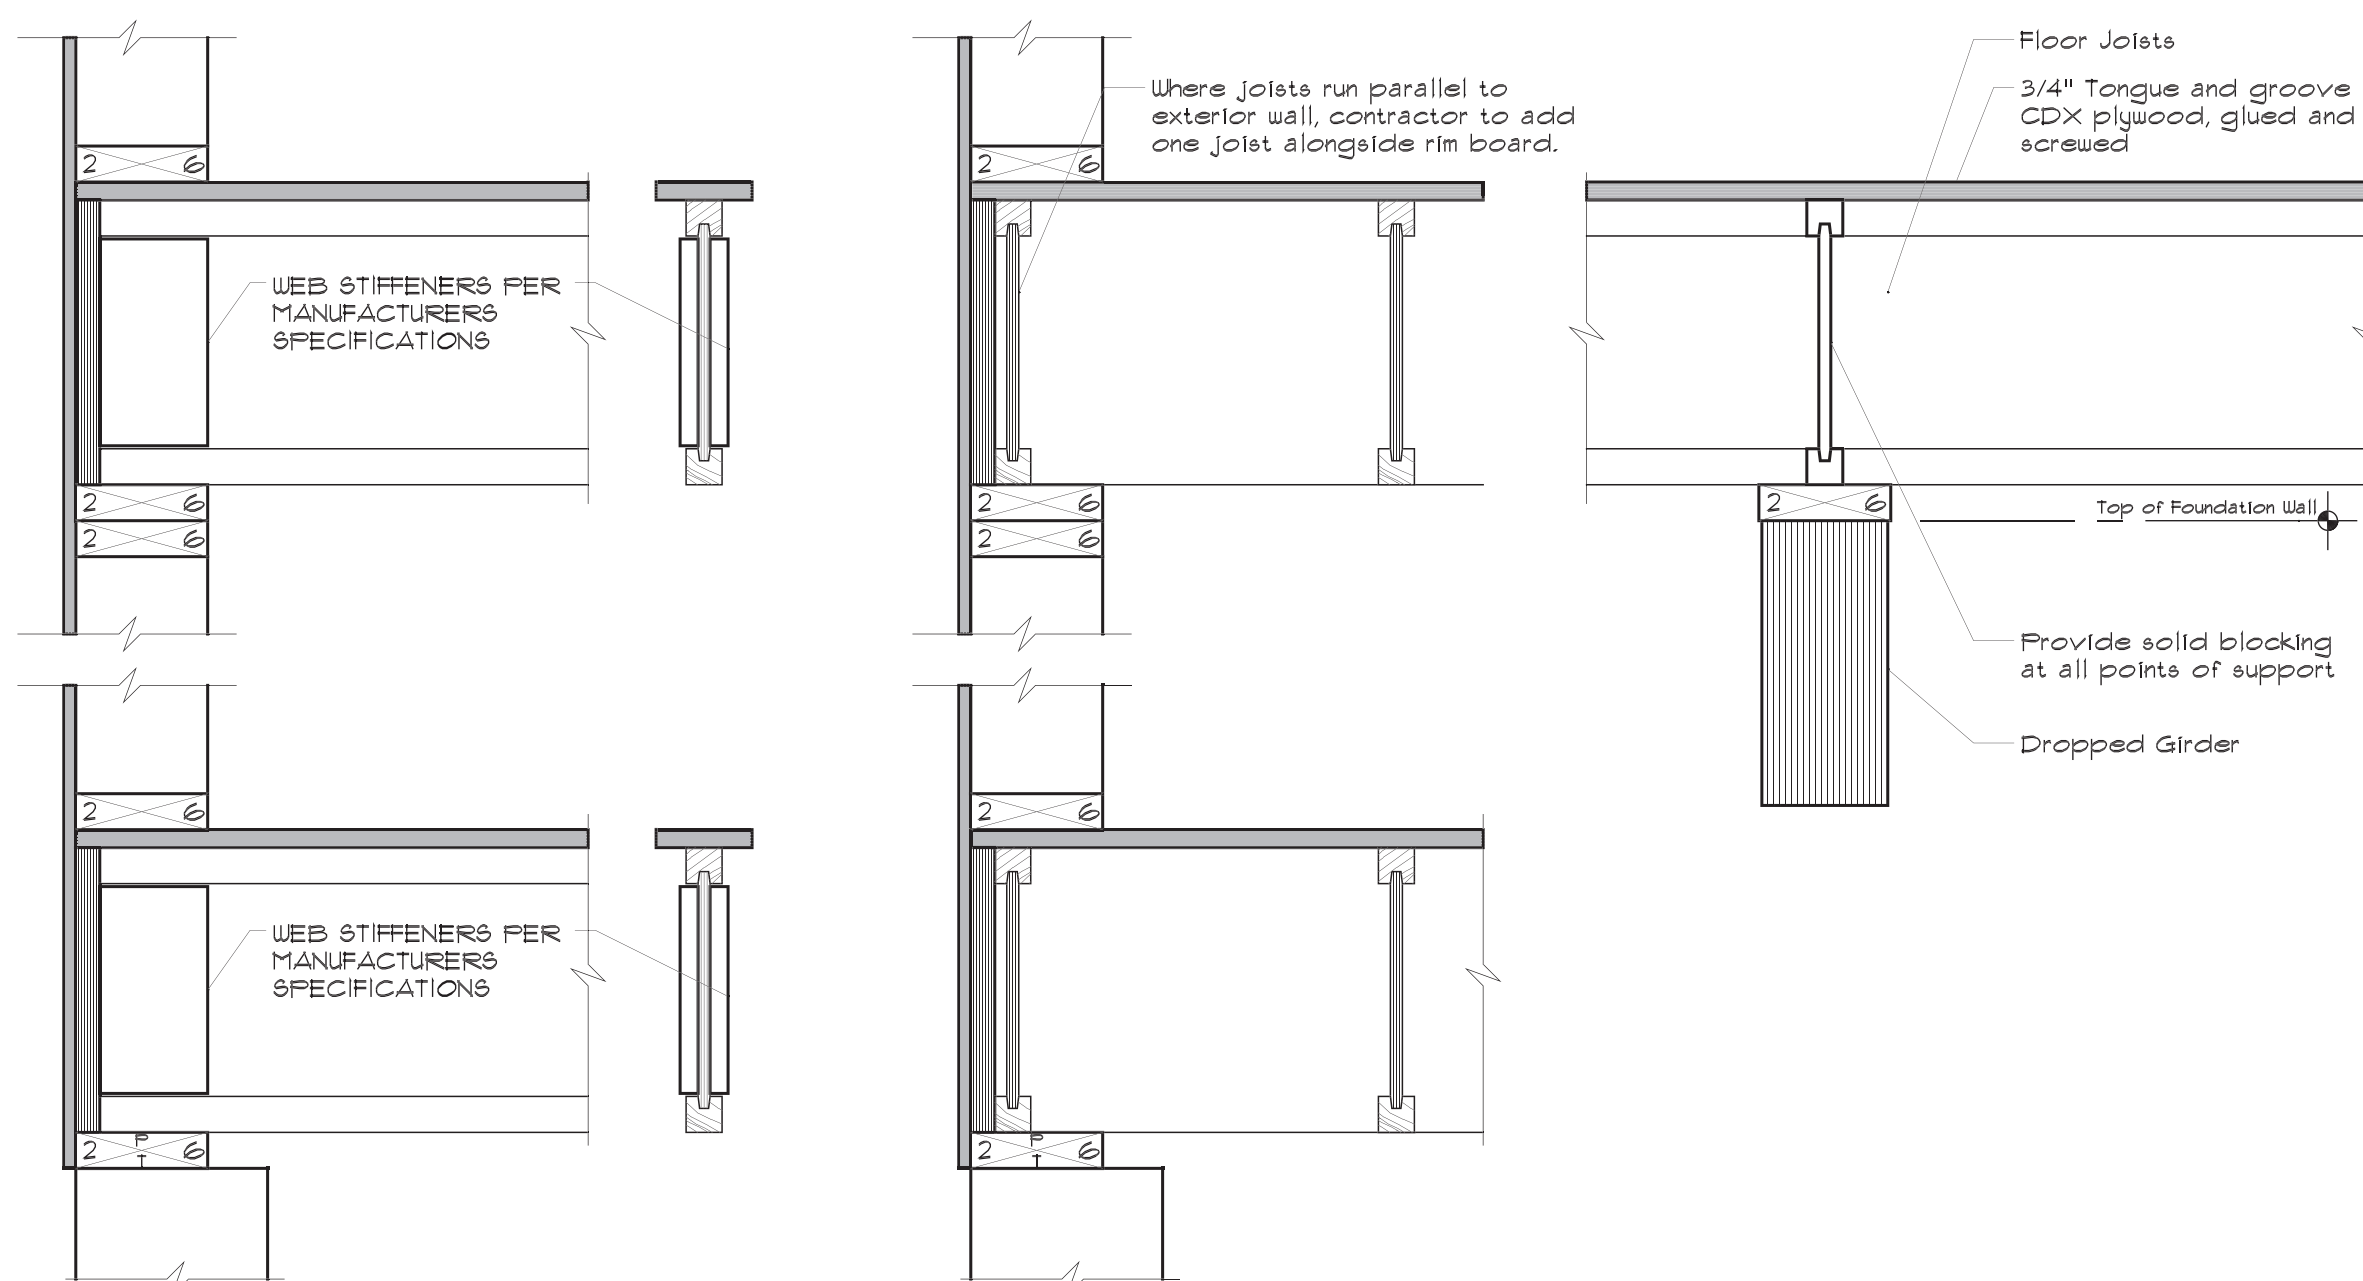 2 6
WEB STIFFENERS PER
MANUFACTURERS
SPECIFICATIONS
2 6
2 6
2 6
Where joists run parallel to
exterior wall, contractor to add
one joist alongside rim board.
2 6
2 6
Floor Joists
3/4" Tongue and groove
CDX plywood, glued and
screwed
2 6
Top of Foundation Wall
Provide solid blocking
at all points of support
Dropped Girder
2 6
WEB STIFFENERS PER
MANUFACTURERS
SPECIFICATIONS
2 PT 6
2 6
2 PT 6